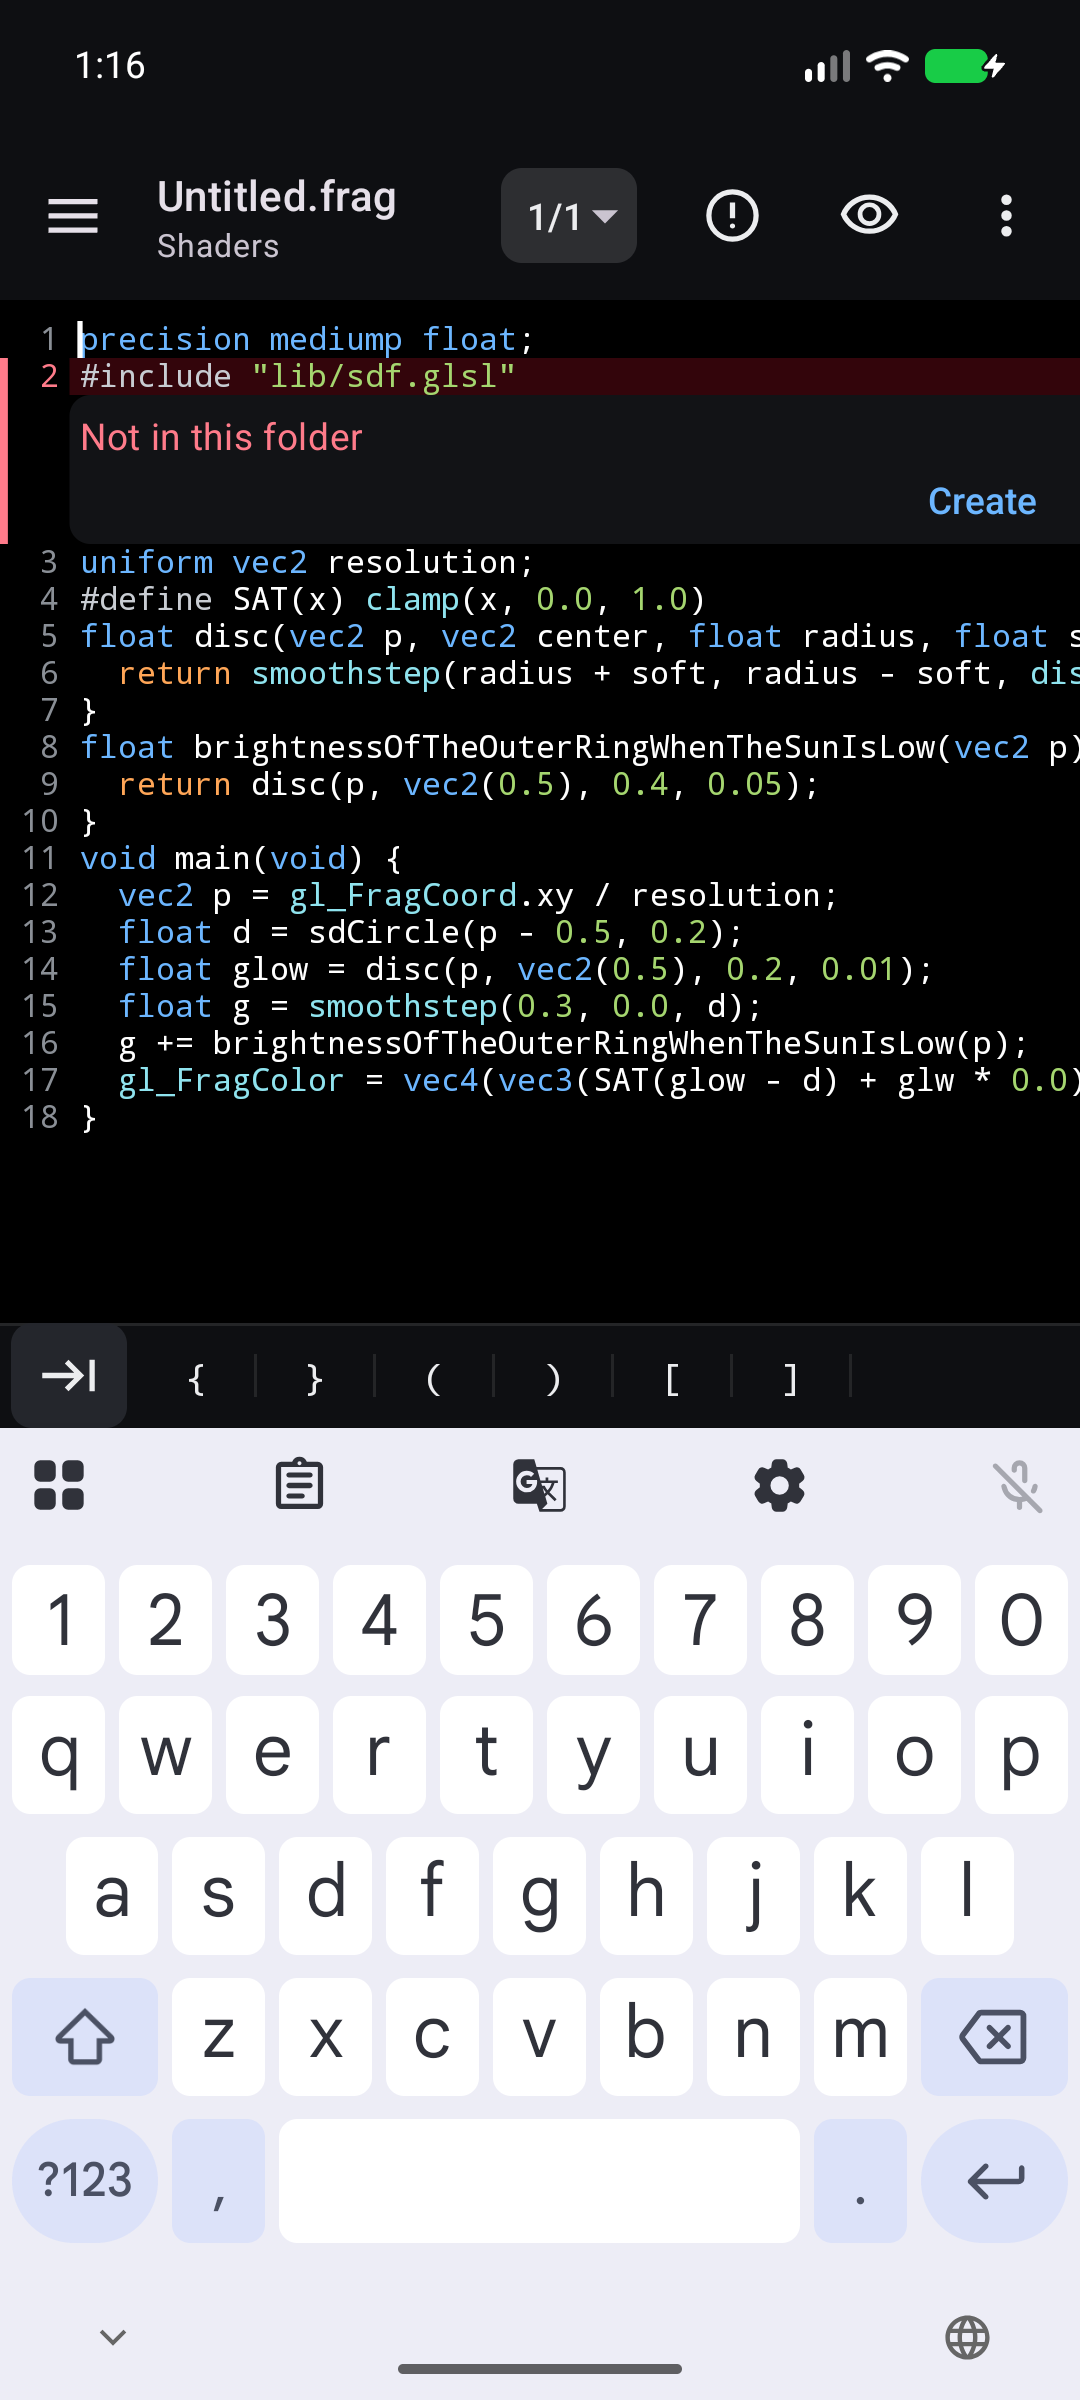 1:16
Untitled.frag
Shaders
1/1
1 precision mediump float;
2 #include "lib/sdf.glsl"
Not in this folder
Create
3 uniform vec2 resolution;
4 #define SAT(x) clamp(x, 0.0, 1.0)
5 float disc(vec2 p, vec2 center, float radius, float s
6   return smoothstep(radius + soft, radius - soft, dis
7 }
8 float brightnessOfTheOuterRingWhenTheSunIsLow(vec2 p)
9   return disc(p, vec2(0.5), 0.4, 0.05);
10 }
11 void main(void) {
12   vec2 p = gl_FragCoord.xy / resolution;
13   float d = sdCircle(p - 0.5, 0.2);
14   float glow = disc(p, vec2(0.5), 0.2, 0.01);
15   float g = smoothstep(0.3, 0.0, d);
16   g += brightnessOfTheOuterRingWhenTheSunIsLow(p);
17   gl_FragColor = vec4(vec3(SAT(glow - d) + glw * 0.0)
18 }
{ } ( ) [ ]
1 2 3 4 5 6 7 8 9 0
q w e r t y u i o p
a s d f g h j k l
z x c v b n m
?123 , .